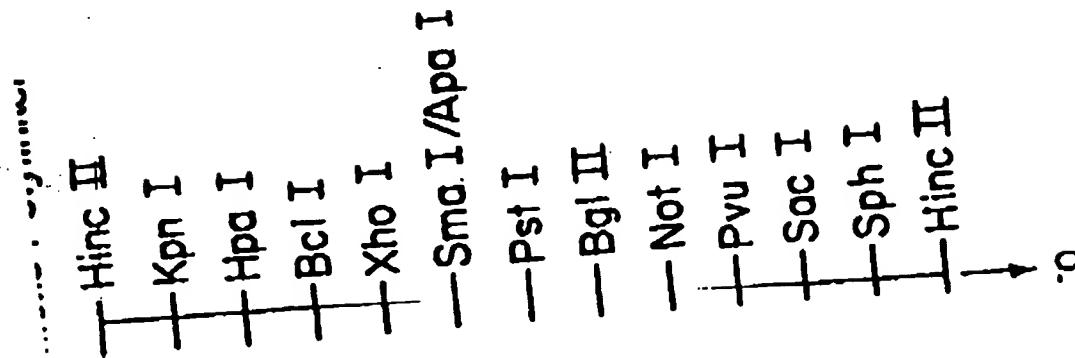 Hinc II
Kpn I
Hpa I
Bcl I
Xho I
Sma I/Apa I
Pst I
Bgl II
Not I
Pvu I
Sac I
Sph I
Hinc II